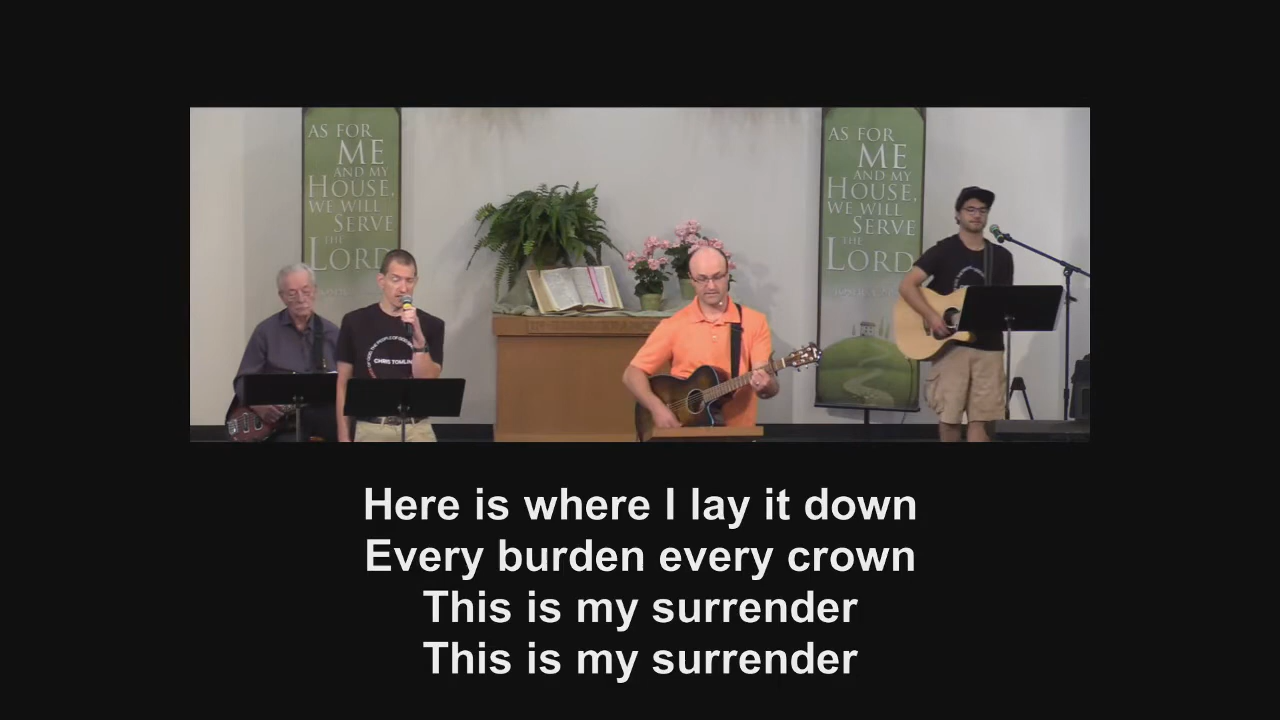 AS FOR
ME
AND MY
HOUSE,
WE WILL
SERVE
THE
LORD
AS FOR
ME
AND MY
HOUSE,
WE WILL
SERVE
THE
LORD
CHRIS TOMLIN
Here is where I lay it down
Every burden every crown
This is my surrender
This is my surrender